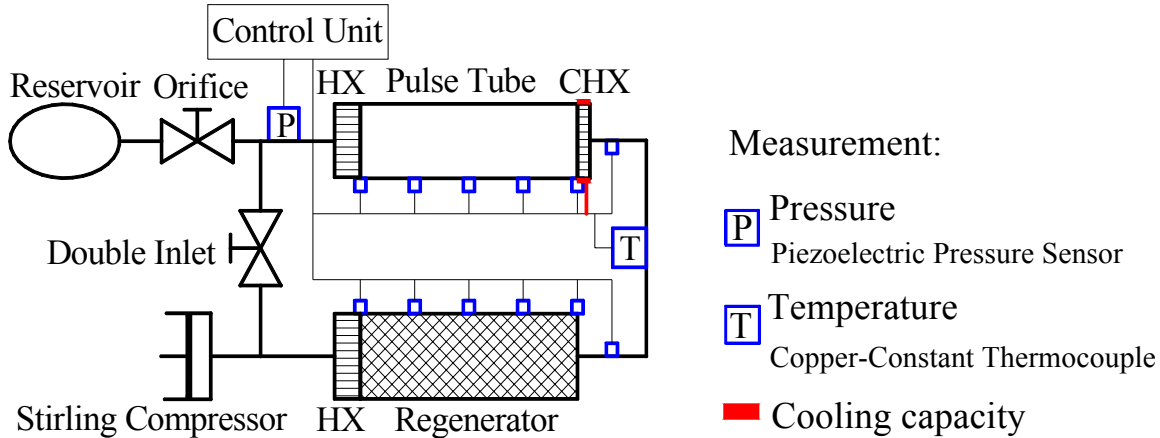 Control Unit
Reservoir Orifice HX Pulse Tube CHX
P
Double Inlet
T
Stirling Compressor HX Regenerator
Measurement:
P Pressure
Piezoelectric Pressure Sensor
T Temperature
Copper-Constant Thermocouple
Cooling capacity